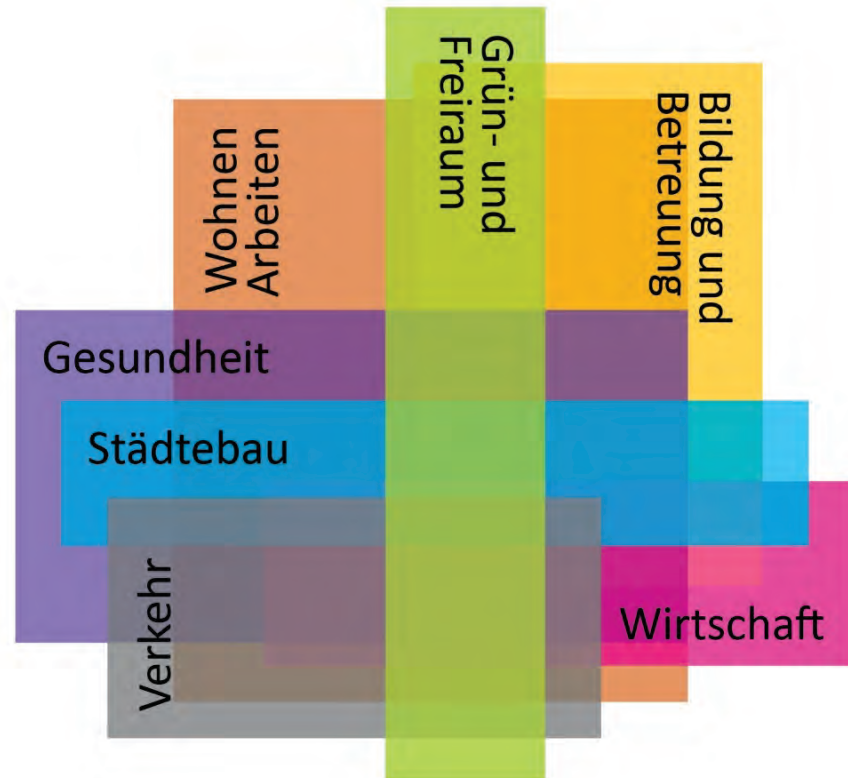 Grün- und
Freiraum
Bildung und
Betreuung
Wohnen
Arbeiten
Gesundheit
Städtebau
Verkehr
Wirtschaft